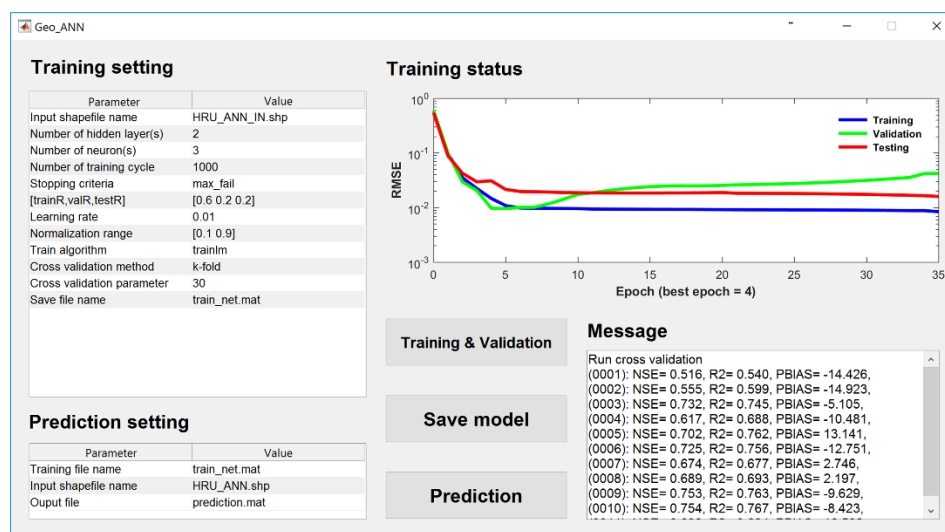 Geo_ANN
Training setting
Parameter Value
Input shapefile name HRU_ANN_IN.shp
Number of hidden layer(s) 2
Number of neuron(s) 3
Number of training cycle 1000
Stopping criteria max_fail
[trainR,valR,testR] [0.6 0.2 0.2]
Learning rate 0.01
Normalization range [0.1 0.9]
Train algorithm trainlm
Cross validation method k-fold
Cross validation parameter 30
Save file name train_net.mat
Prediction setting
Parameter Value
Training file name train_net.mat
Input shapefile name HRU_ANN.shp
Ouput file prediction.mat
Training status
10^0
10^-1
10^-2
10^-3
RMSE
Training
Validation
Testing
0 5 10 15 20 25 30 35
Epoch (best epoch = 4)
Training & Validation
Save model
Prediction
Message
Run cross validation
(0001): NSE= 0.516, R2= 0.540, PBIAS= -14.426,
(0002): NSE= 0.555, R2= 0.599, PBIAS= -14.923,
(0003): NSE= 0.732, R2= 0.745, PBIAS= -5.105,
(0004): NSE= 0.617, R2= 0.688, PBIAS= -10.481,
(0005): NSE= 0.702, R2= 0.762, PBIAS= 13.141,
(0006): NSE= 0.725, R2= 0.756, PBIAS= -12.751,
(0007): NSE= 0.674, R2= 0.677, PBIAS= 2.746,
(0008): NSE= 0.689, R2= 0.693, PBIAS= 2.197,
(0009): NSE= 0.753, R2= 0.763, PBIAS= -9.629,
(0010): NSE= 0.754, R2= 0.767, PBIAS= -8.423,